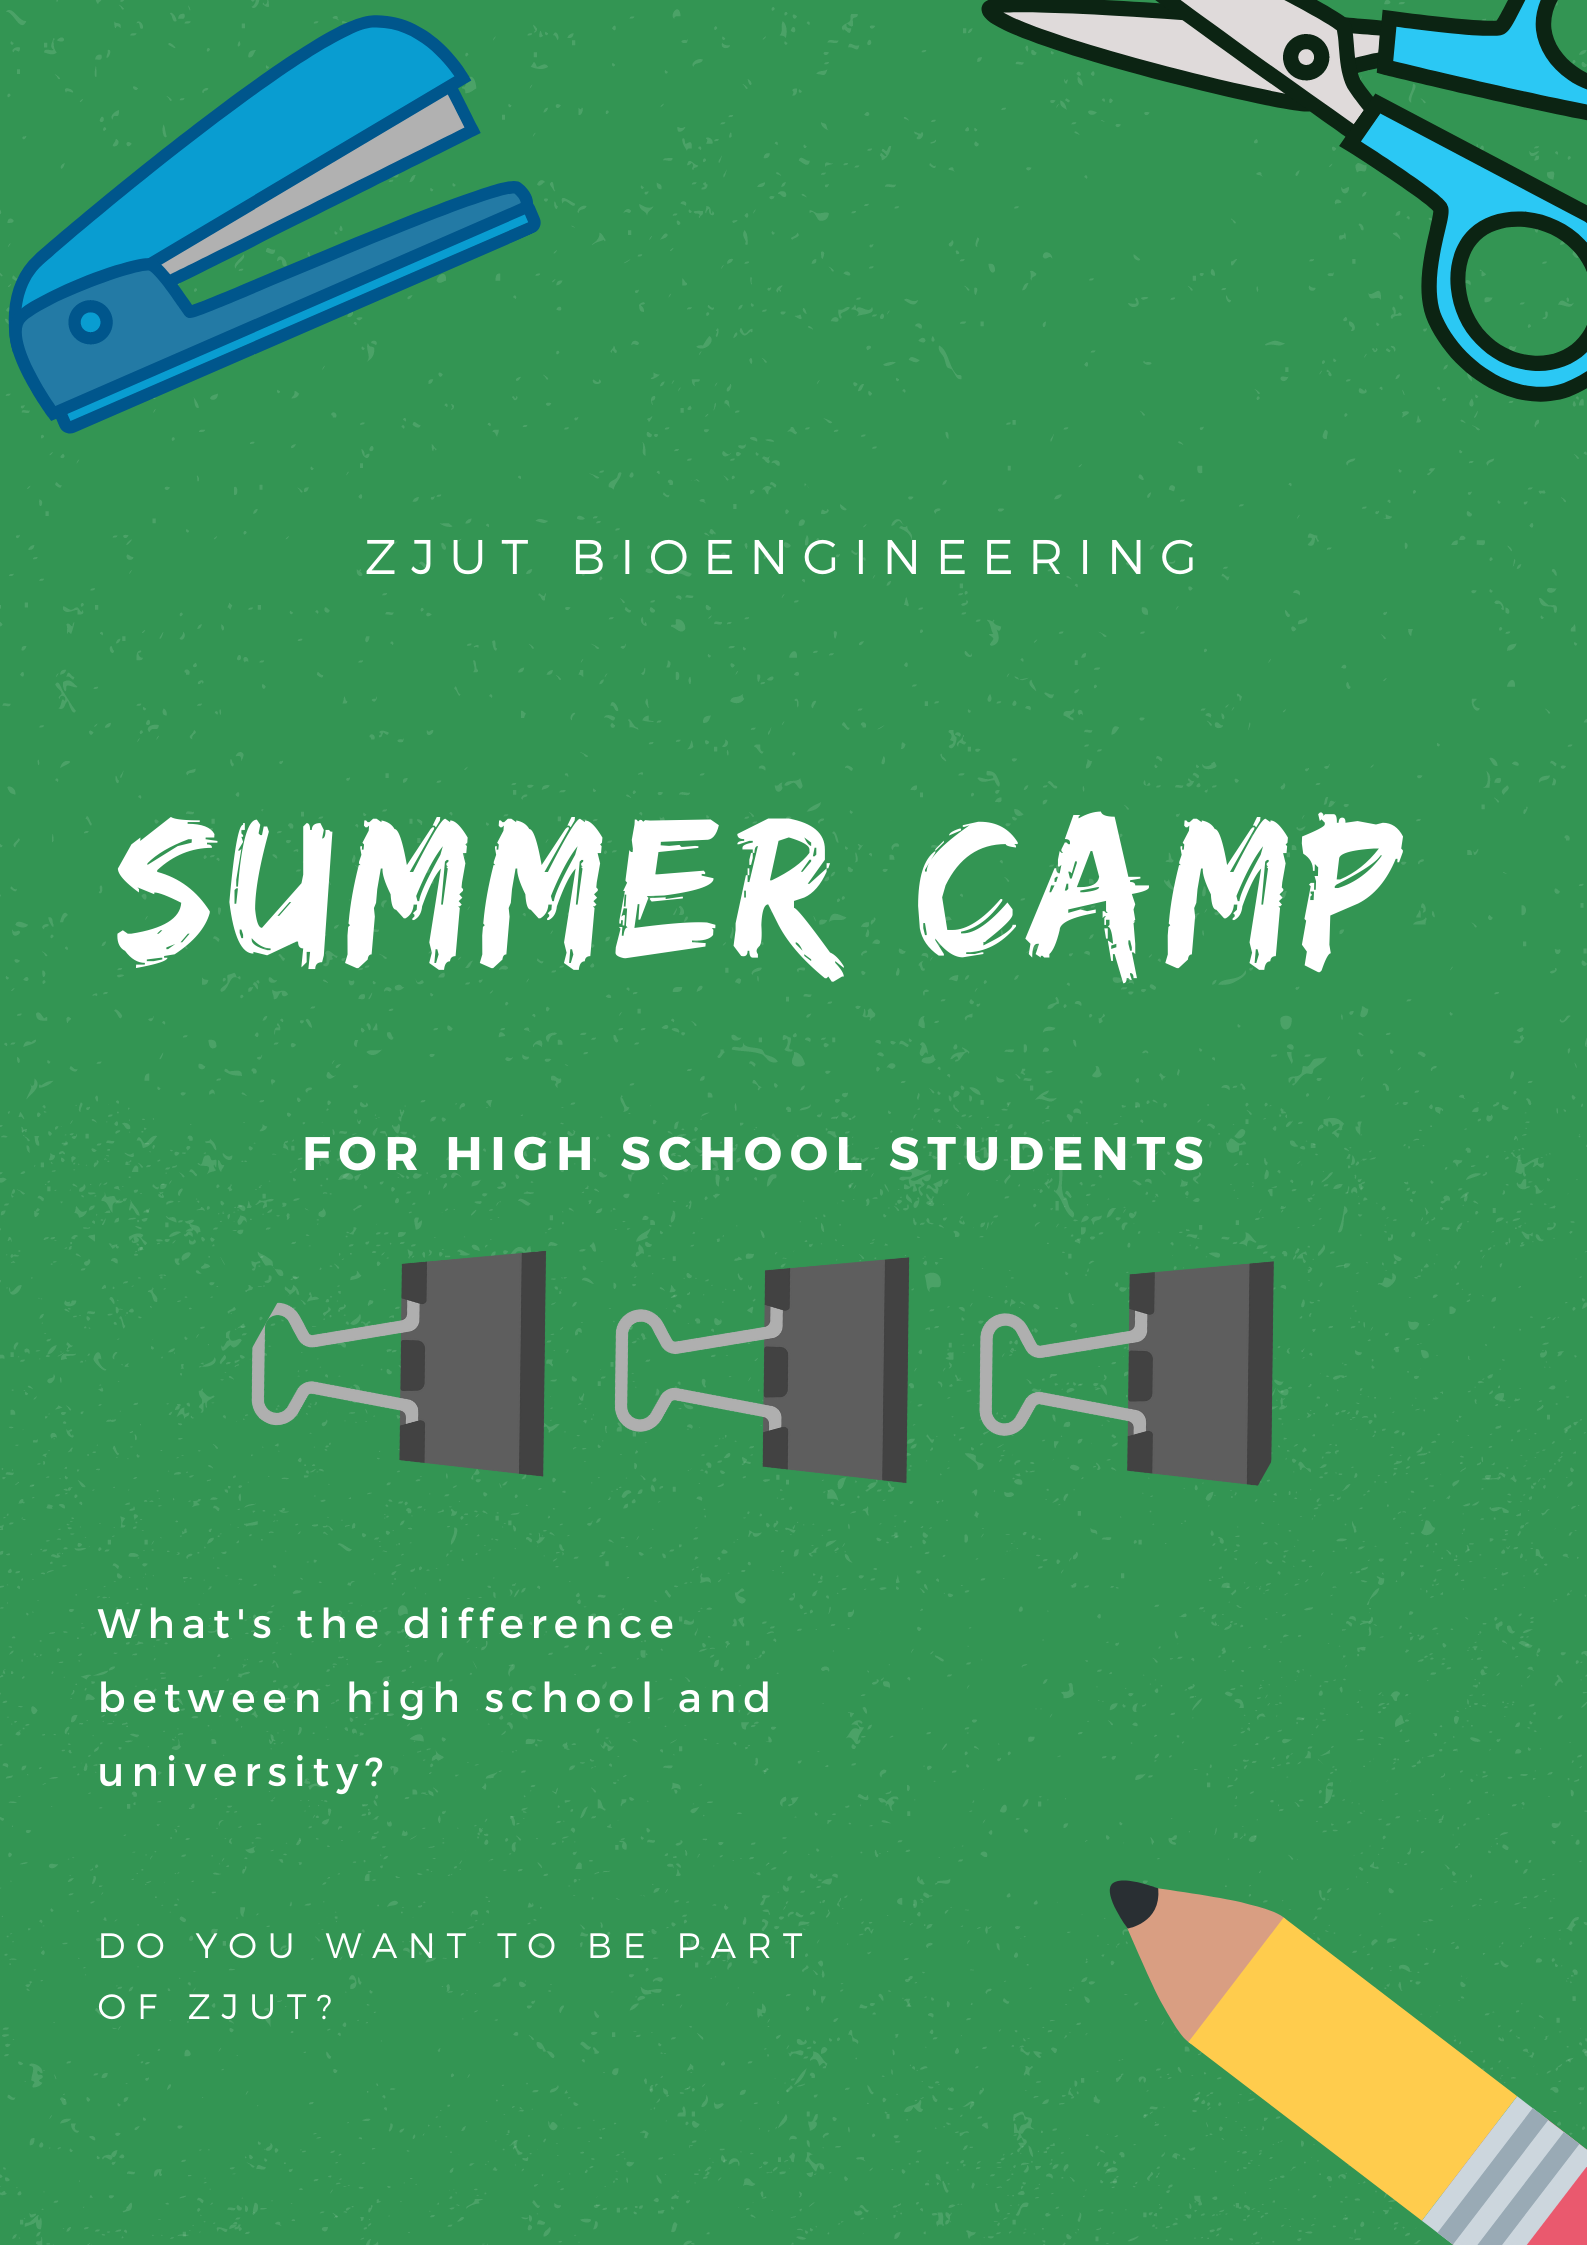 ZJUT BIOENGINEERING
SUMMER CAMP
FOR HIGH SCHOOL STUDENTS
What's the difference
between high school and
university?
DO YOU WANT TO BE PART
OF ZJUT?